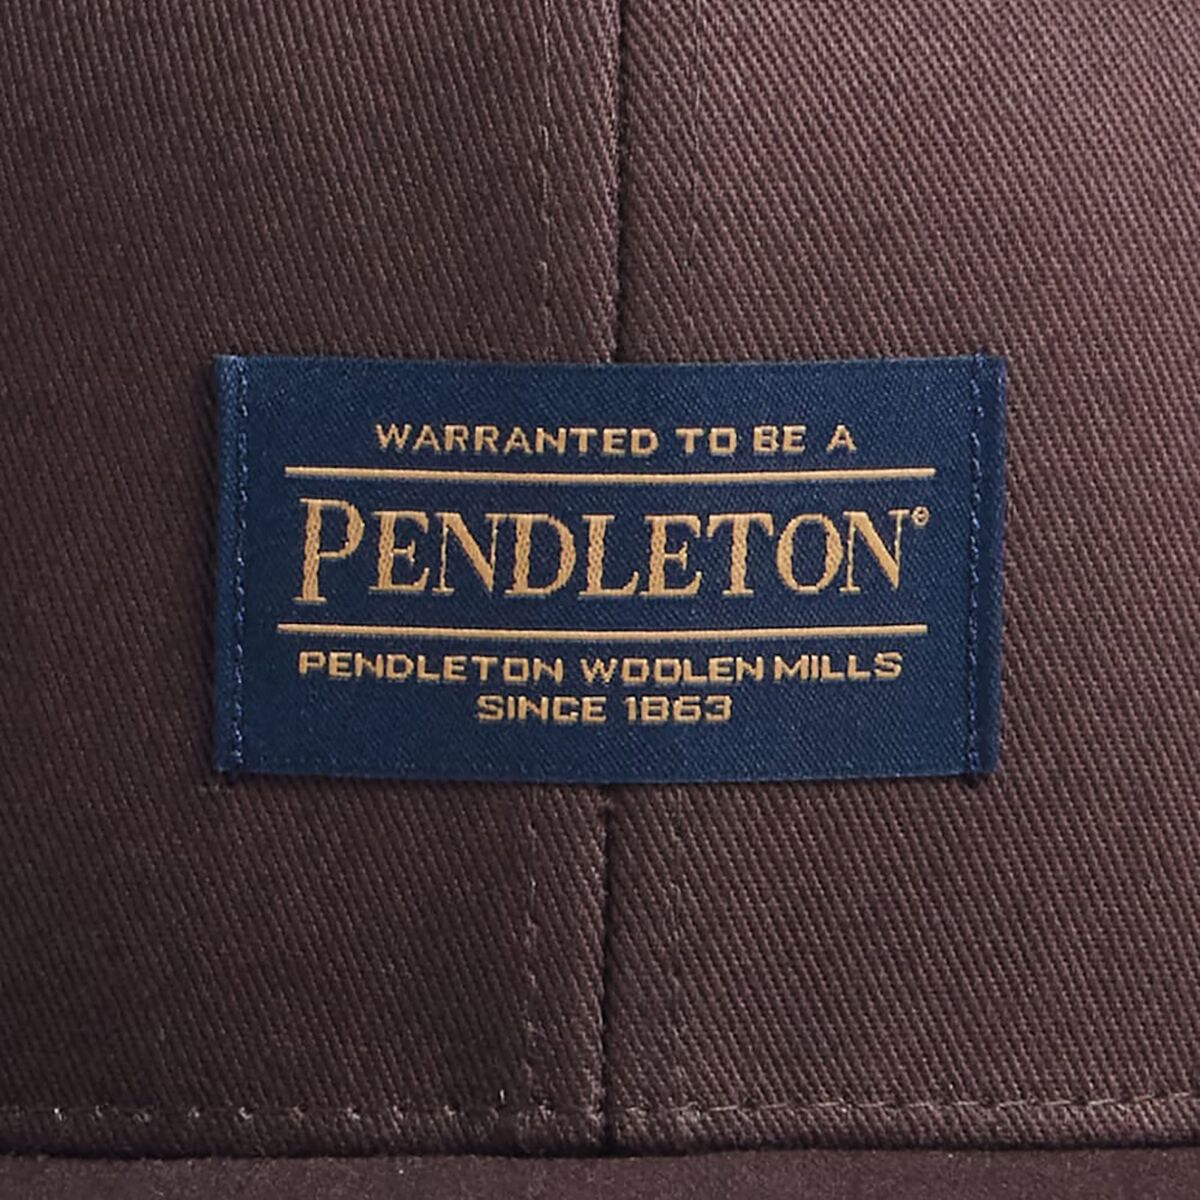 WARRANTED TO BE A
PENDLETON®
PENDLETON WOOLEN MILLS
SINCE 1863